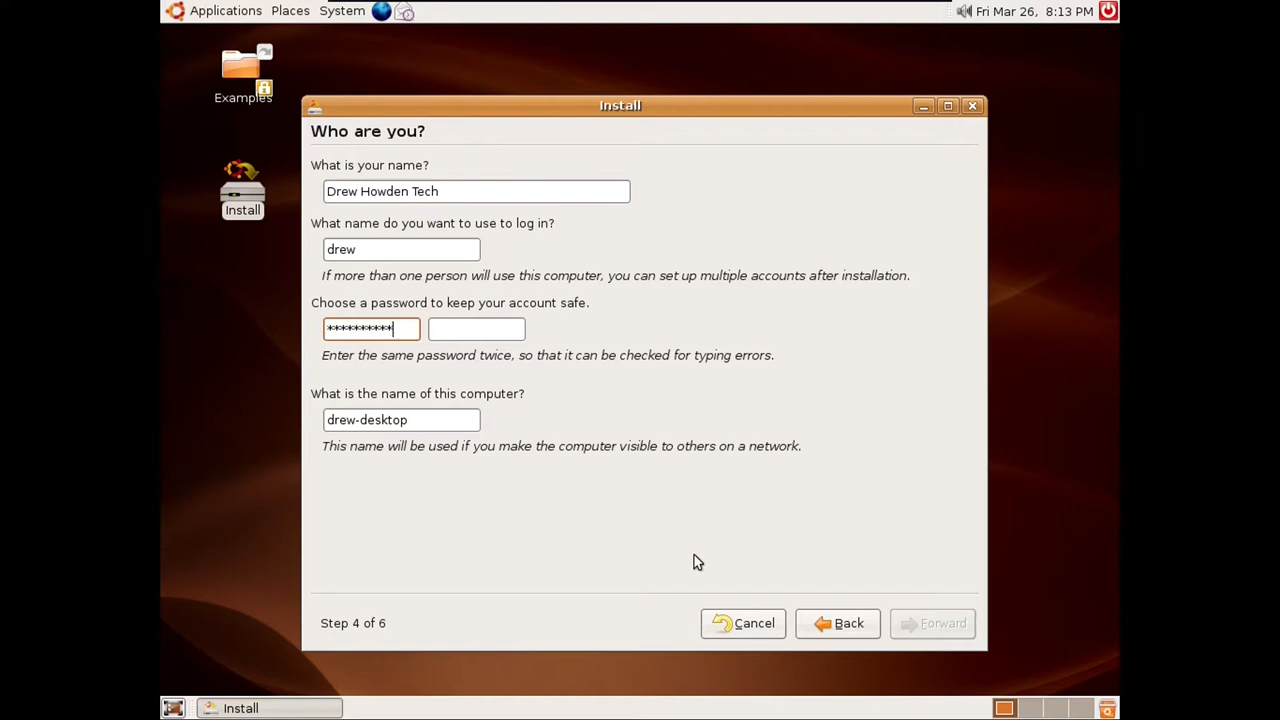 Applications Places System Fri Mar 26, 8:13 PM
Examples
Install
Install
Who are you?
What is your name?
Drew Howden Tech
What name do you want to use to log in?
drew
If more than one person will use this computer, you can set up multiple accounts after installation.
Choose a password to keep your account safe.
**********
Enter the same password twice, so that it can be checked for typing errors.
What is the name of this computer?
drew-desktop
This name will be used if you make the computer visible to others on a network.
Step 4 of 6 Cancel Back Forward
Install